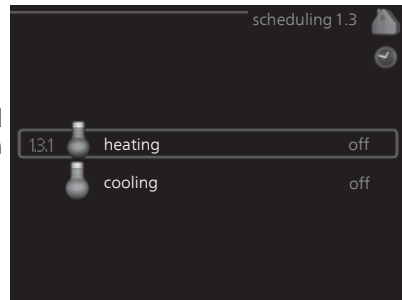 scheduling 1.3
1.3.1 heating off
cooling off